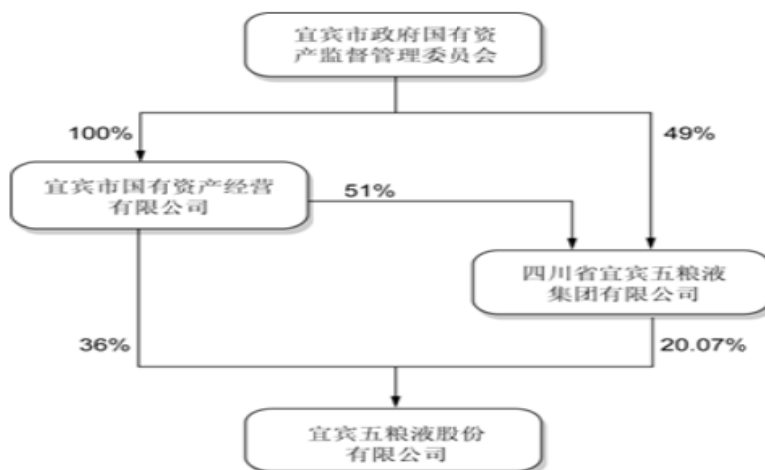 宜宾市政府国有资
产监督管理委员会
100%
49%
宜宾市国有资产经营
有限公司
51%
四川省宜宾五粮液
集团有限公司
36%
20.07%
宜宾五粮液股份
有限公司